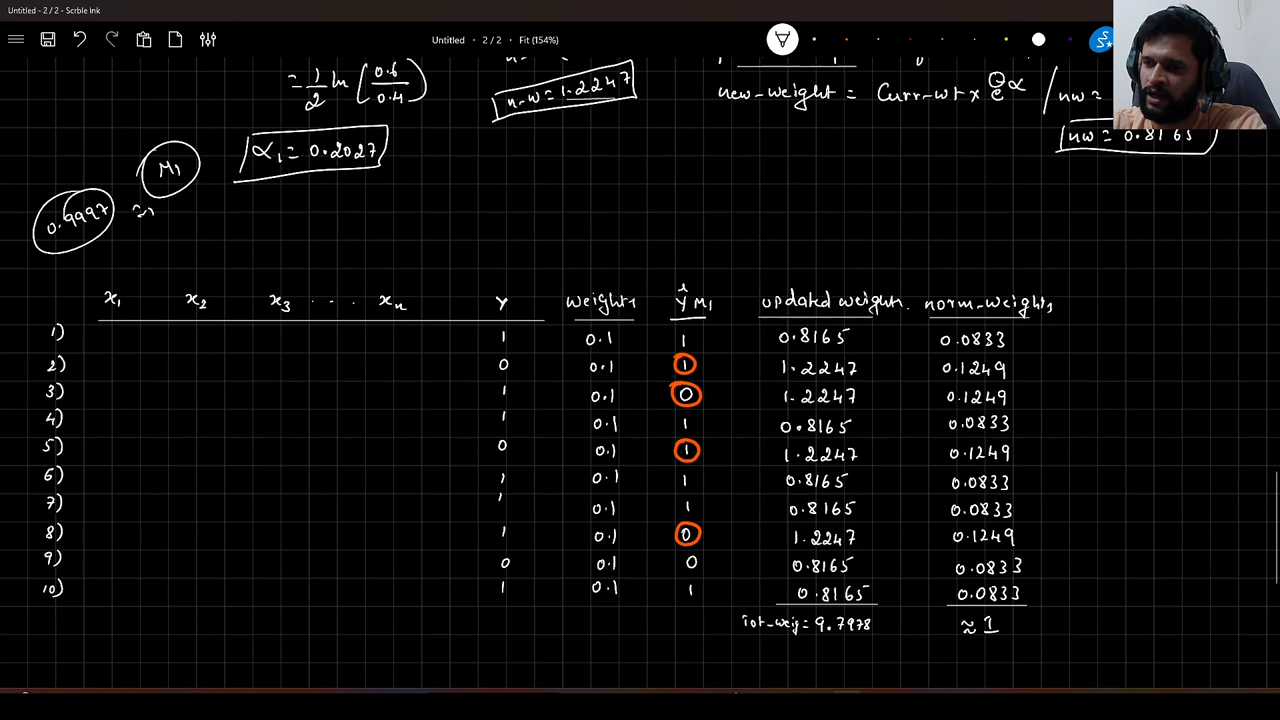 Untitled - 2 / 2 - Scrble Ink
Untitled • 2 / 2 • Fit (154%)
= 1/2 ln (0.6/0.4)
n-w = 1.2247
new-weight = Curr-wt × e^-α / nw =
nw = 0.8165
α1 = 0.2027
M1
0.9997 ≈1
x1 x2 x3 ... xn Y weights ŷ M1 updated weight. norm-weights
1) 1 0.1 1 0.8165 0.0833
2) 0 0.1 1 1.2247 0.1249
3) 1 0.1 0 1.2247 0.1249
4) 1 0.1 1 0.8165 0.0833
5) 0 0.1 1 1.2247 0.1249
6) 1 0.1 1 0.8165 0.0833
7) 1 0.1 1 0.8165 0.0833
8) 1 0.1 0 1.2247 0.1249
9) 0 0.1 0 0.8165 0.0833
10) 1 0.1 1 0.8165 0.0833
Tot-weig = 9.7978 ≈ 1